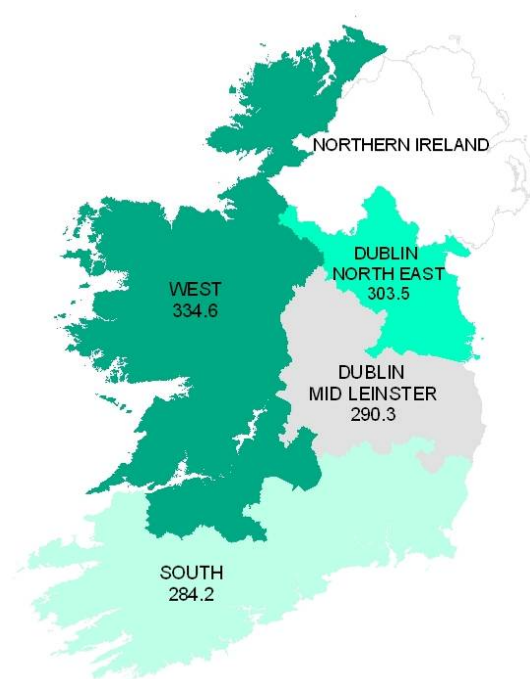 NORTHERN IRELAND
DUBLIN
NORTH EAST
303.5
WEST
334.6
DUBLIN
MID LEINSTER
290.3
SOUTH
284.2